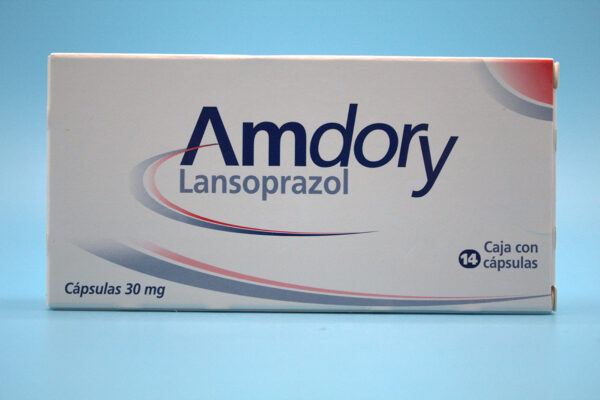 Amdory
Lansoprazol
14 Caja con
cápsulas
Cápsulas 30 mg